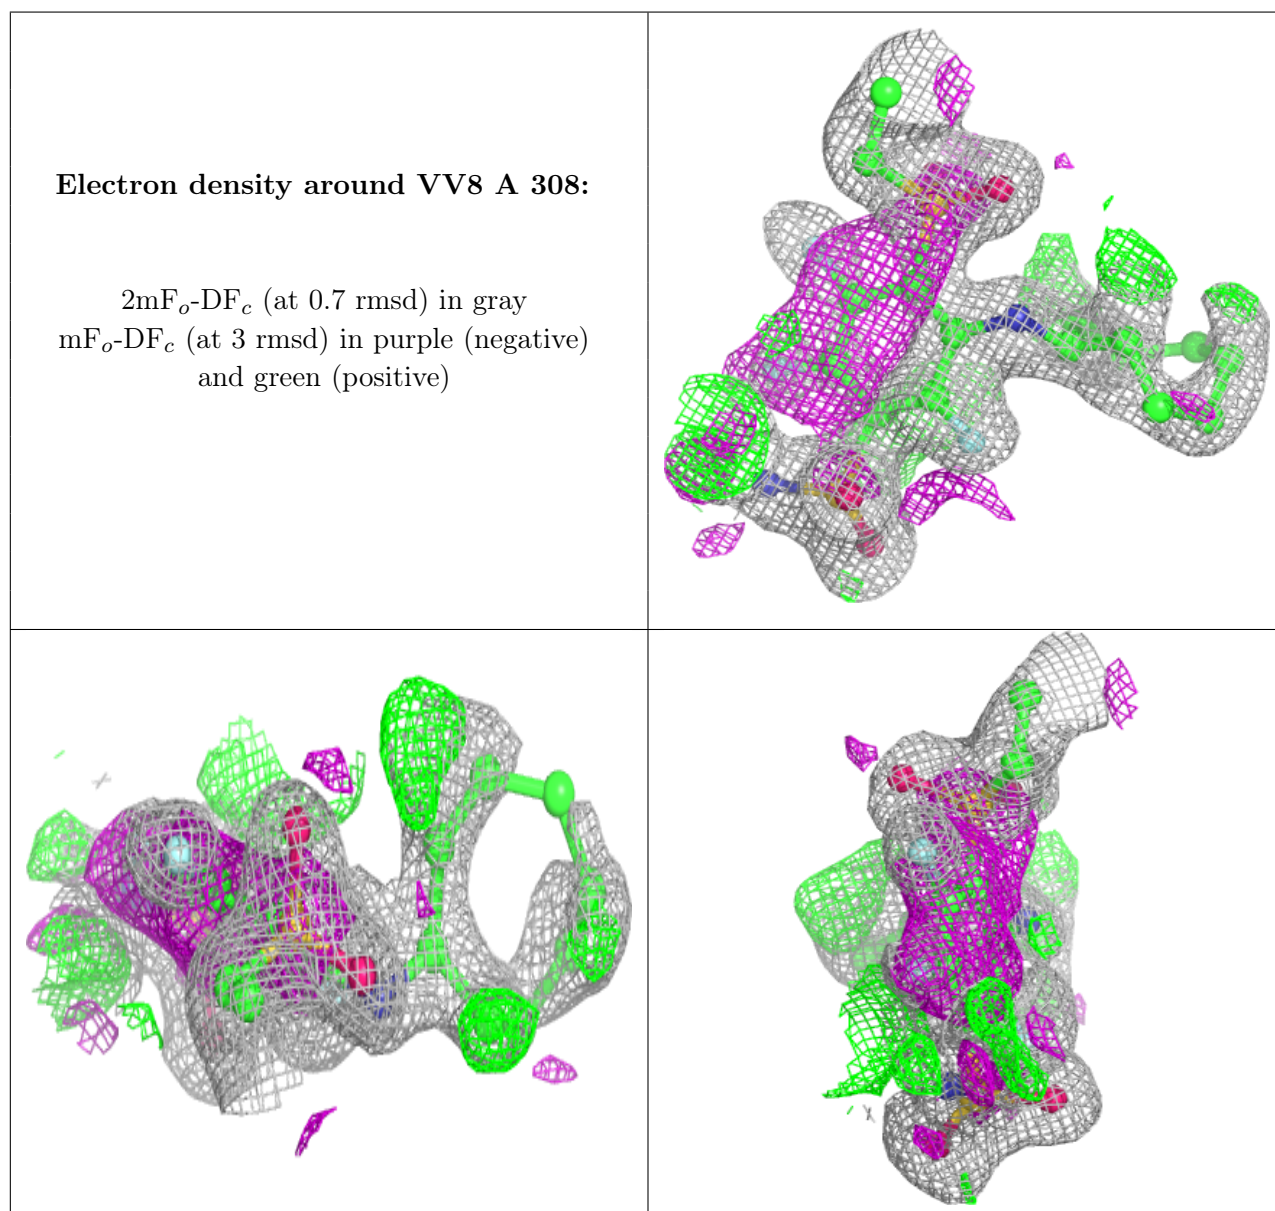 Electron density around VV8 A 308:
2mFₒ-DF𝒸 (at 0.7 rmsd) in gray
mFₒ-DF𝒸 (at 3 rmsd) in purple (negative)
and green (positive)